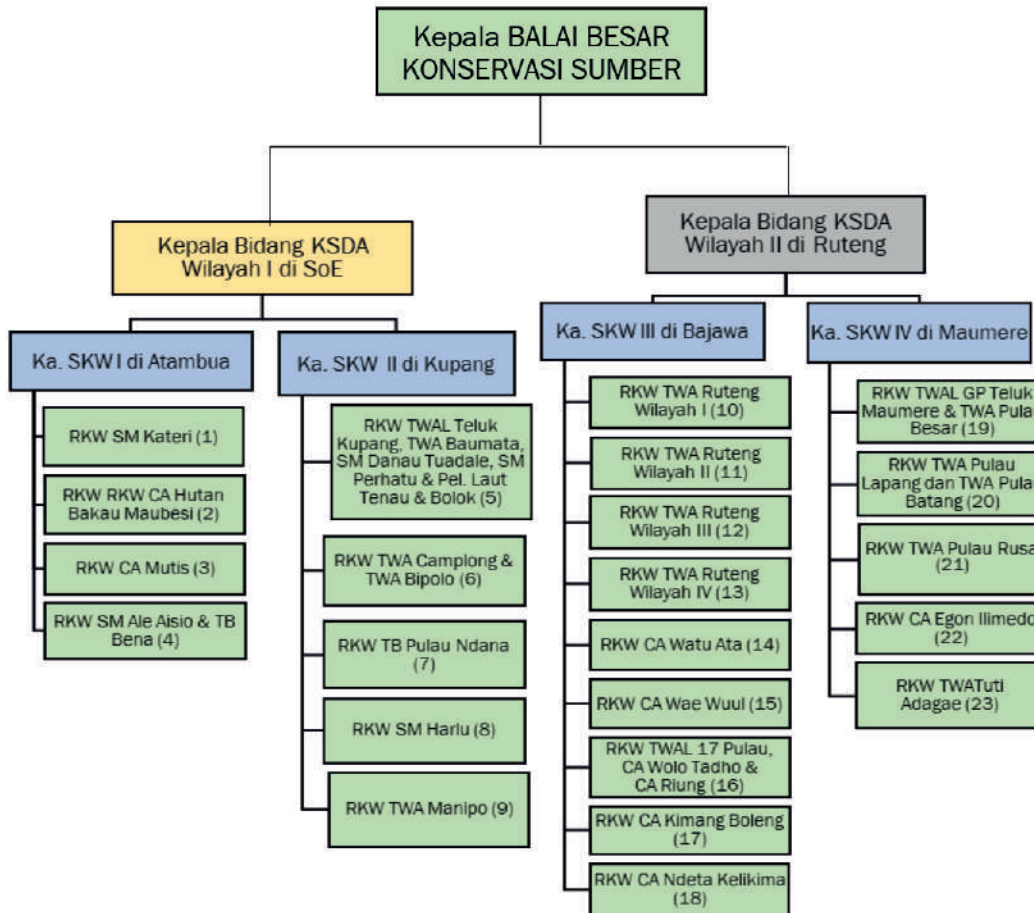 Kepala BALAI BESAR
KONSERVASI SUMBER
Kepala Bidang KSDA
Wilayah I di SoE
Kepala Bidang KSDA
Wilayah II di Ruteng
Ka. SKW I di Atambua
Ka. SKW II di Kupang
Ka. SKW III di Bajawa
Ka. SKW IV di Maumere
RKW SM Kateri (1)
RKW RKW CA Hutan
Bakau Maubesi (2)
RKW CA Mutis (3)
RKW SM Ale Aisio & TB
Bena (4)
RKW TWAL Teluk
Kupang, TWA Baumata,
SM Danau Tuadale, SM
Perhatu & Pel. Laut
Tenau & Bolok (5)
RKW TWA Camplong &
TWA Bipolo (6)
RKW TB Pulau Ndana
(7)
RKW SM Harlu (8)
RKW TWA Manipo (9)
RKW TWA Ruteng
Wilayah I (10)
RKW TWA Ruteng
Wilayah II (11)
RKW TWA Ruteng
Wilayah III (12)
RKW TWA Ruteng
Wilayah IV (13)
RKW CA Watu Ata (14)
RKW CA Wae Wuul (15)
RKW TWAL 17 Pulau,
CA Wolo Tadho &
CA Riung (16)
RKW CA Kimang Boleng
(17)
RKW CA Ndeta Kelikima
(18)
RKW TWAL GP Teluk
Maumere & TWA Pula
Besar (19)
RKW TWA Pulau
Lapang dan TWA Pula
Batang (20)
RKW TWA Pulau Rusa
(21)
RKW CA Egon Ilimedo
(22)
RKW TWATuti
Adagae (23)